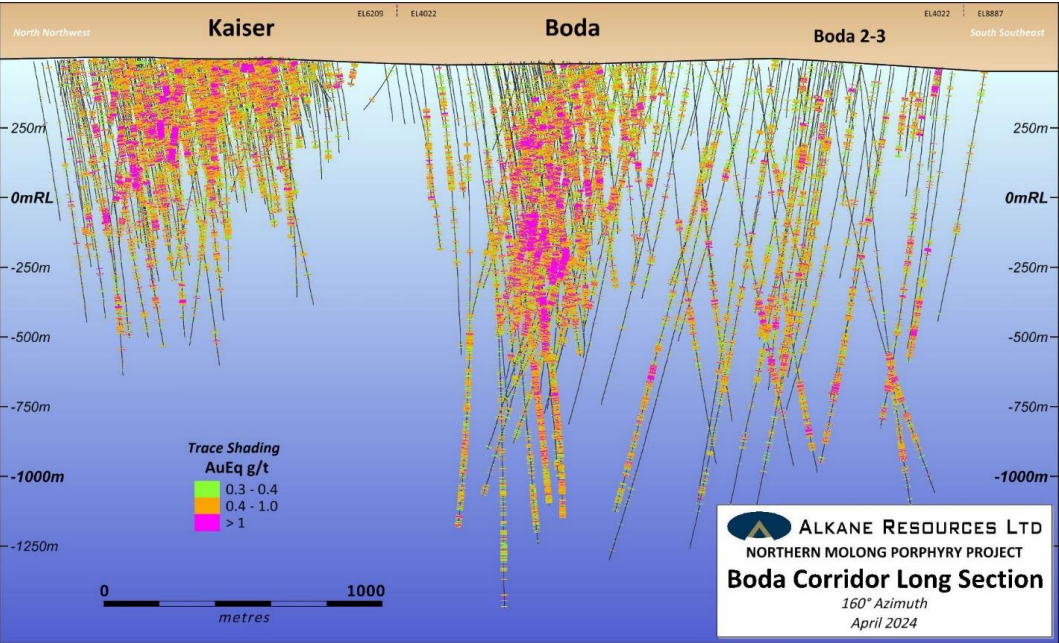 EL6209 EL4022
EL4022 EL8887
North Northwest
Kaiser
Boda
Boda 2-3
South Southeast
250m
250m
0mRL
0mRL
-250m
-250m
-500m
-500m
-750m
-750m
-1000m
-1000m
-1250m
Trace Shading
AuEq g/t
0.3 - 0.4
0.4 - 1.0
> 1
0 1000
metres
ALKANE RESOURCES LTD
NORTHERN MOLONG PORPHYRY PROJECT
Boda Corridor Long Section
160° Azimuth
April 2024